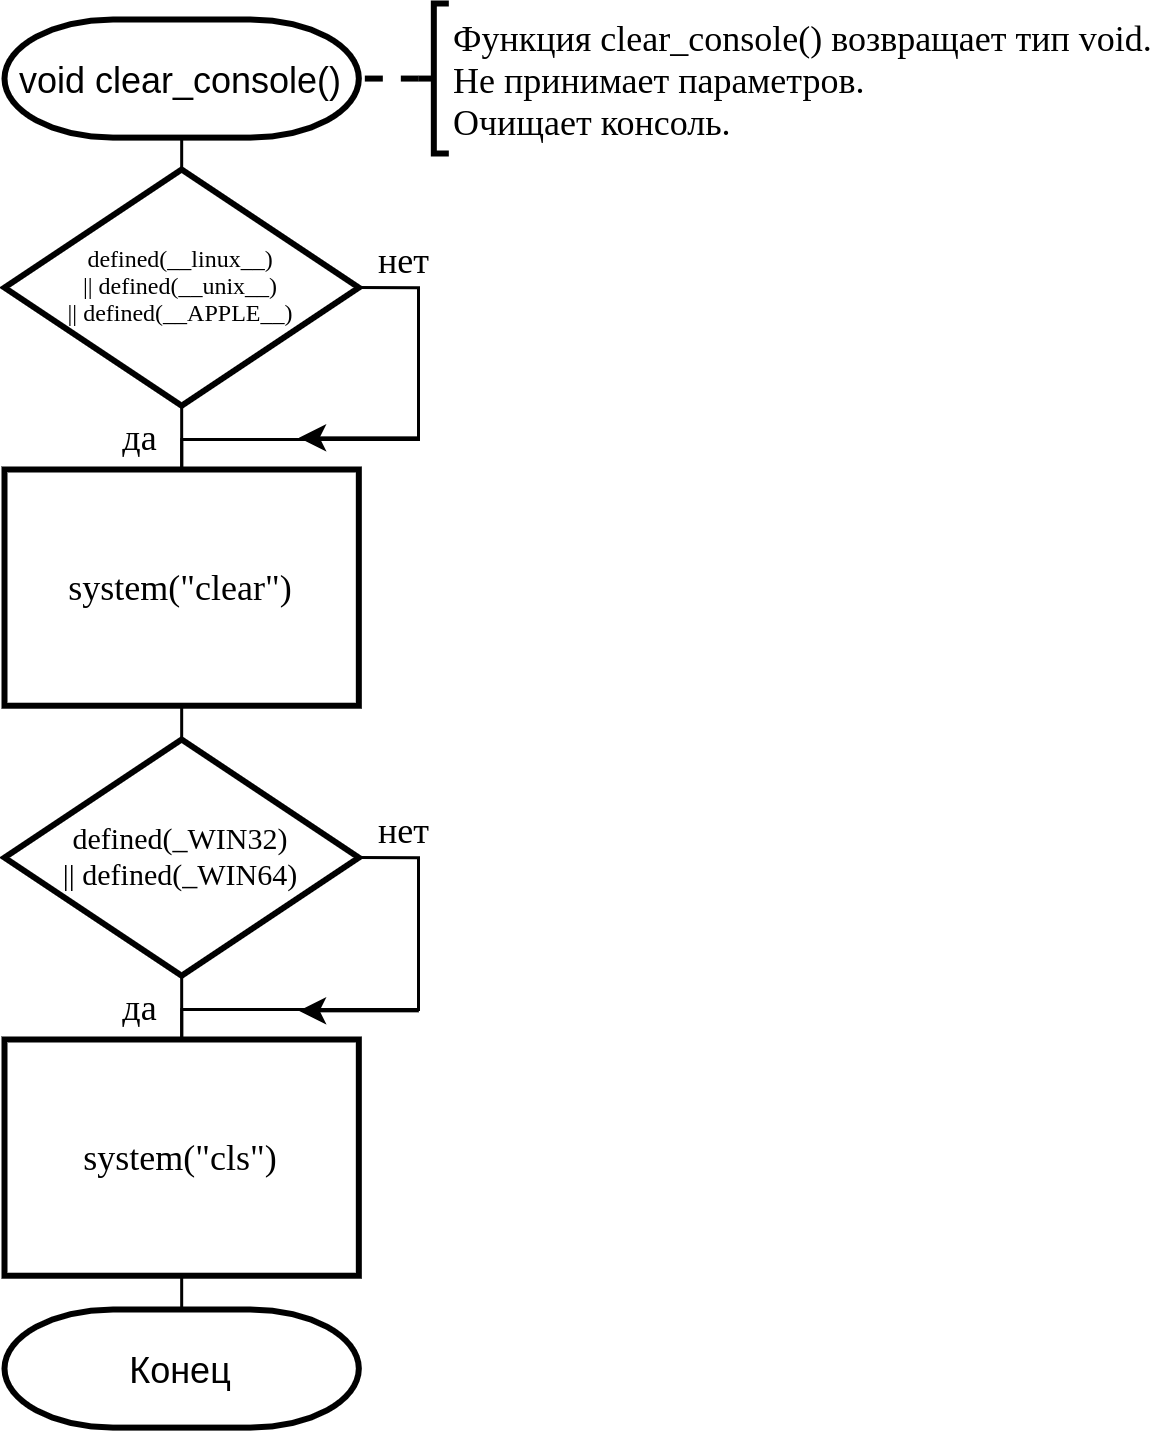 void clear_console()
Функция clear_console() возвращает тип void.
Не принимает параметров.
Очищает консоль.
defined(__linux__)
|| defined(__unix__)
|| defined(__APPLE__)
нет
да
system("clear")
defined(_WIN32)
|| defined(_WIN64)
нет
да
system("cls")
Конец